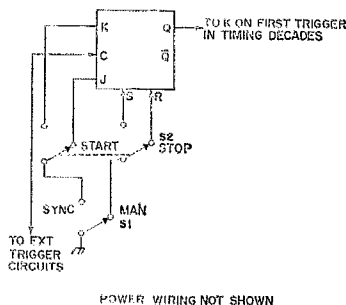 K Q TO K ON FIRST TRIGGER
IN TIMING DECADES
C Q̅
J
S R
START S2
STOP
SYNC MAN
S1
TO EXT
TRIGGER
CIRCUITS
POWER WIRING NOT SHOWN